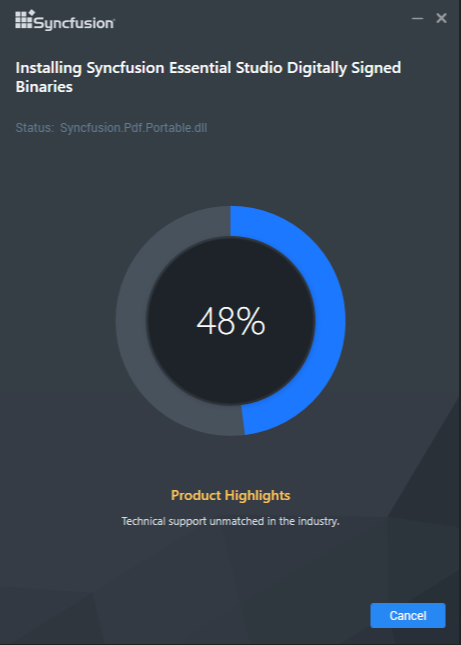 Syncfusion
Installing Syncfusion Essential Studio Digitally Signed
Binaries
Status: Syncfusion.Pdf.Portable.dll
48%
Product Highlights
Technical support unmatched in the industry.
Cancel